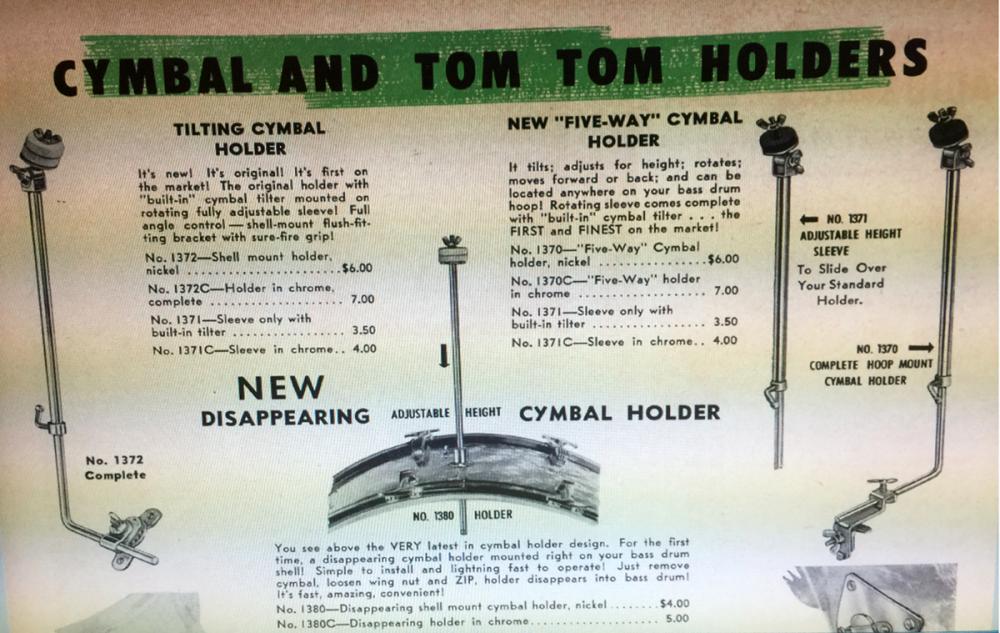 CYMBAL AND TOM TOM HOLDERS
TILTING CYMBAL
HOLDER
It's new! It's original! It's first on
the market! The original holder with
"built-in" cymbal tilter mounted on
rotating fully adjustable sleeve! Full
angle control — shell-mount flush-fit-
ting bracket with sure-fire grip!
No. 1372—Shell mount holder,
nickel ........................$6.00
No. 1372C—Holder in chrome,
complete ..................... 7.00
No. 1371—Sleeve only with
built-in tilter .................. 3.50
No. 1371C—Sleeve in chrome.. 4.00
NEW "FIVE-WAY" CYMBAL
HOLDER
It tilts; adjusts for height; rotates;
moves forward or back; and can be
located anywhere on your bass drum
hoop! Rotating sleeve comes complete
with "built-in" cymbal tilter . . . the
FIRST and FINEST on the market!
No. 1370—"Five-Way" Cymbal
holder, nickel ..................$6.00
No. 1370C—"Five-Way" holder
in chrome .................... 7.00
No. 1371—Sleeve only with
built-in tilter .................. 3.50
No. 1371C—Sleeve in chrome.. 4.00
NO. 1371
ADJUSTABLE HEIGHT
SLEEVE
To Slide Over
Your Standard
Holder.
NO. 1370
COMPLETE HOOP MOUNT
CYMBAL HOLDER
No. 1372
Complete
NEW
DISAPPEARING ADJUSTABLE HEIGHT CYMBAL HOLDER
NO. 1380 HOLDER
You see above the VERY latest in cymbal holder design. For the first
time, a disappearing cymbal holder mounted right on your bass drum
shell! Simple to install and lightning fast to operate! Just remove
cymbal, loosen wing nut and ZIP, holder disappears into bass drum!
It's fast, amazing, convenient!
No. 1380—Disappearing shell mount cymbal holder, nickel .......$4.00
No. 1380C—Disappearing holder in chrome...................... 5.00